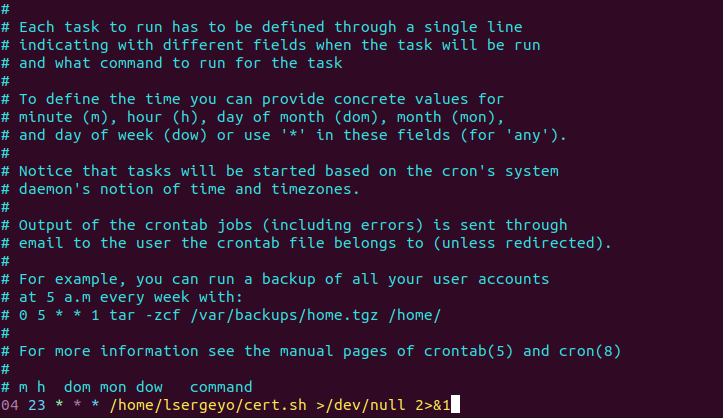 #
# Each task to run has to be defined through a single line
# indicating with different fields when the task will be run
# and what command to run for the task
#
# To define the time you can provide concrete values for
# minute (m), hour (h), day of month (dom), month (mon),
# and day of week (dow) or use '*' in these fields (for 'any').
#
# Notice that tasks will be started based on the cron's system
# daemon's notion of time and timezones.
#
# Output of the crontab jobs (including errors) is sent through
# email to the user the crontab file belongs to (unless redirected).
#
# For example, you can run a backup of all your user accounts
# at 5 a.m every week with:
# 0 5 * * 1 tar -zcf /var/backups/home.tgz /home/
#
# For more information see the manual pages of crontab(5) and cron(8)
#
# m h  dom mon dow   command
04 23 * * * /home/lsergeyo/cert.sh >/dev/null 2>&1